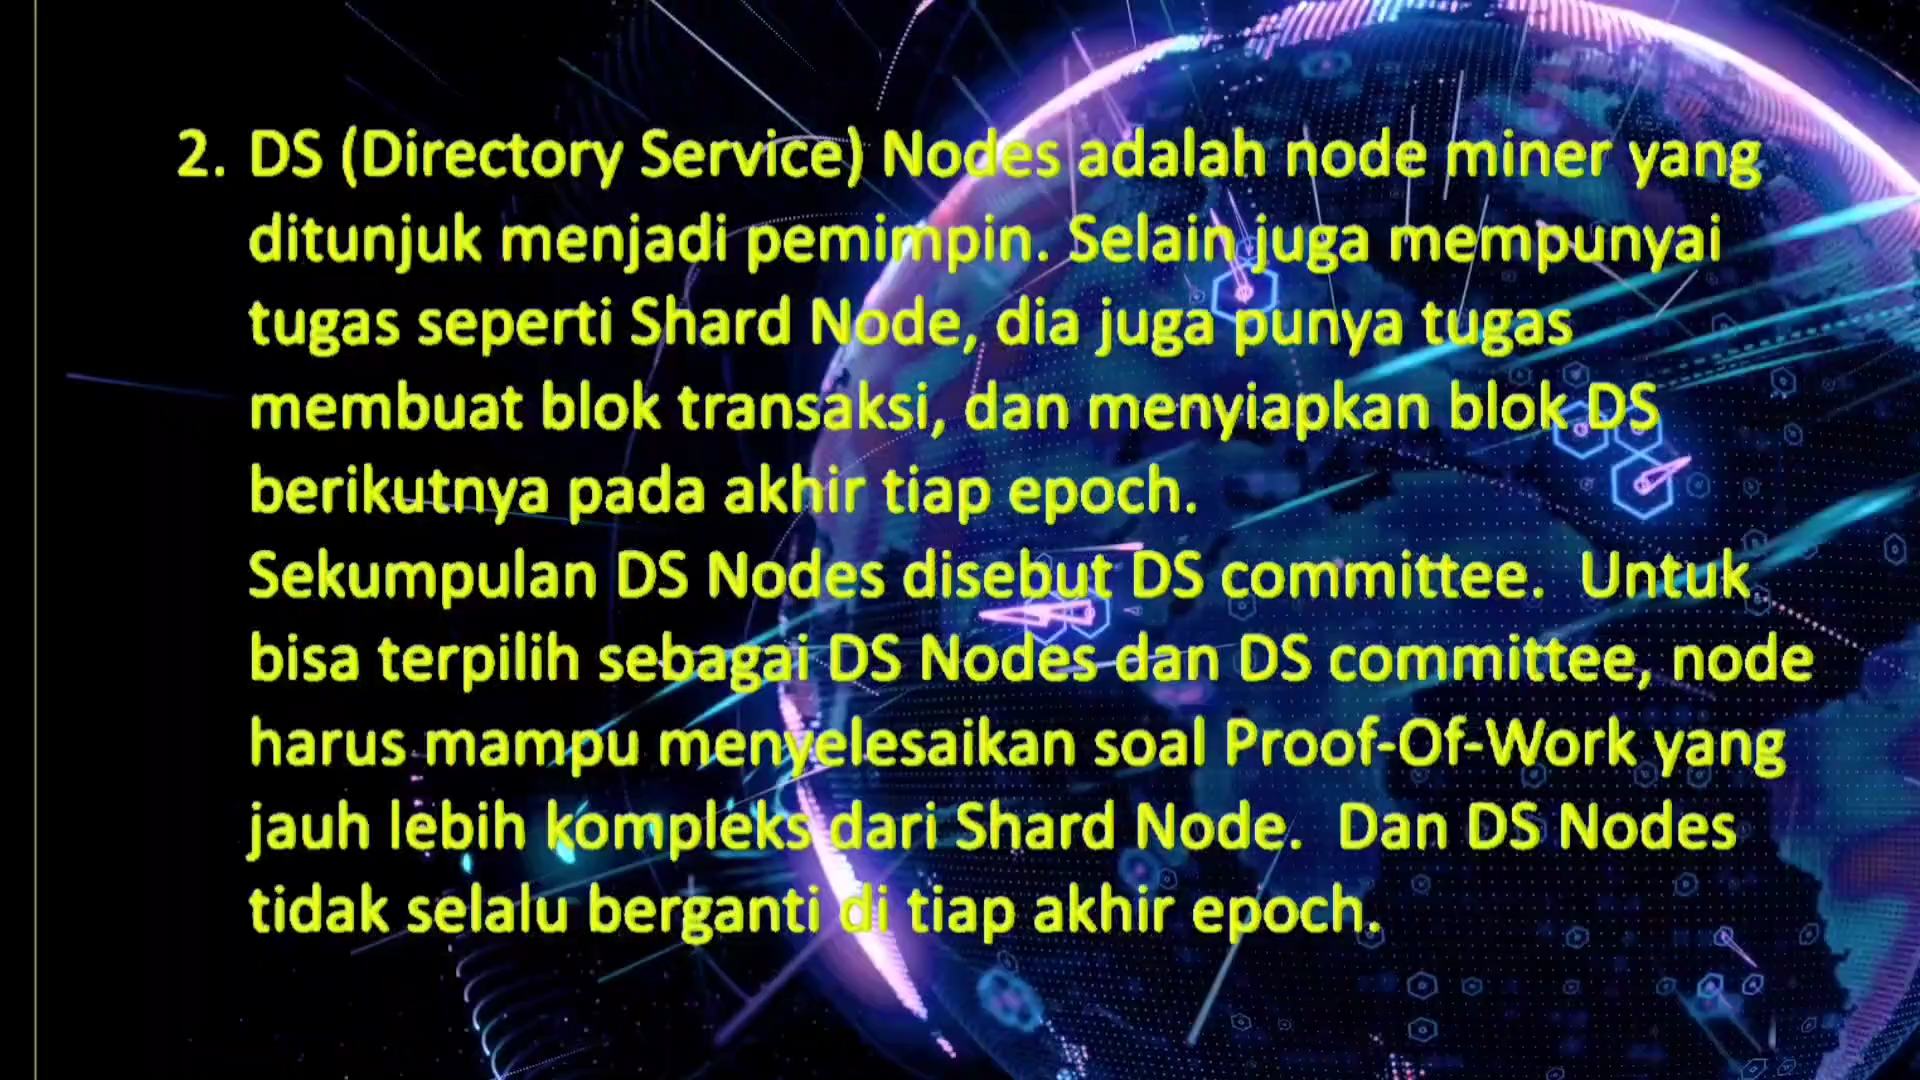 2. DS (Directory Service) Nodes adalah node miner yang
ditunjuk menjadi pemimpin. Selain juga mempunyai
tugas seperti Shard Node, dia juga punya tugas
membuat blok transaksi, dan menyiapkan blok DS
berikutnya pada akhir tiap epoch.
Sekumpulan DS Nodes disebut DS committee. Untuk
bisa terpilih sebagai DS Nodes dan DS committee, node
harus mampu menyelesaikan soal Proof-Of-Work yang
jauh lebih kompleks dari Shard Node. Dan DS Nodes
tidak selalu berganti di tiap akhir epoch.